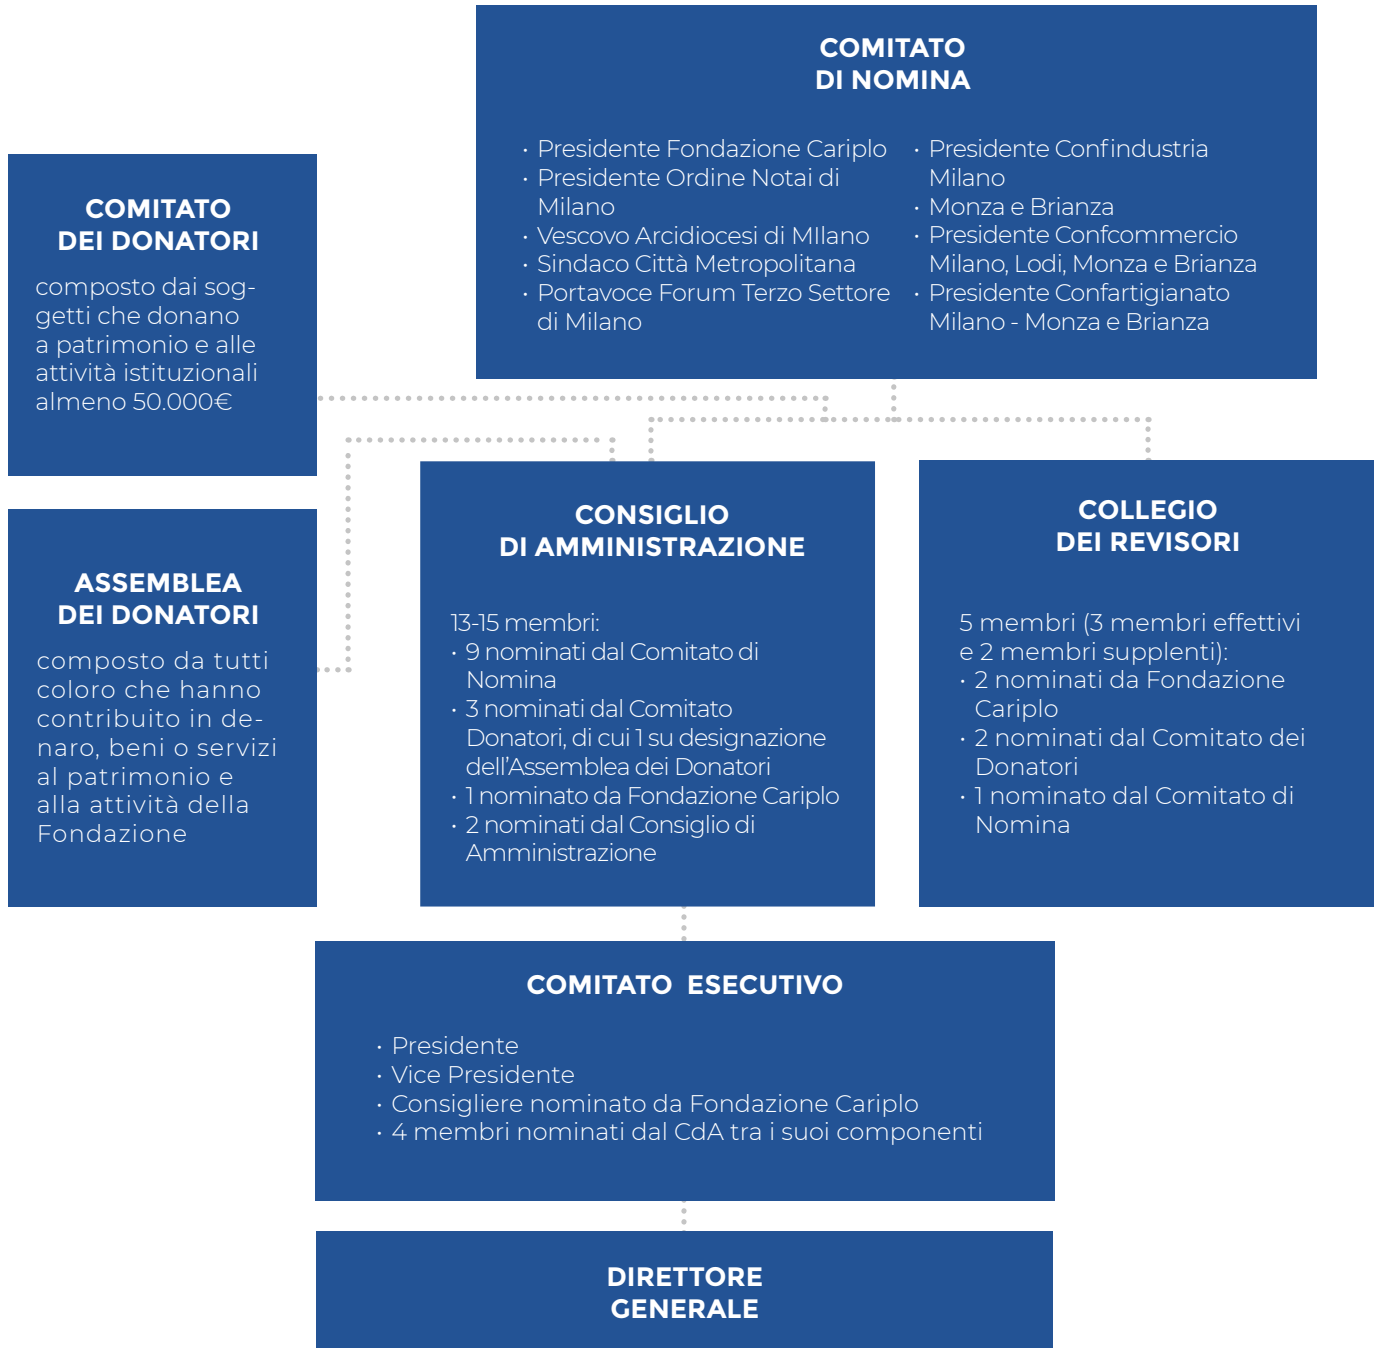 COMITATO
DI NOMINA
· Presidente Fondazione Cariplo
· Presidente Ordine Notai di
Milano
· Vescovo Arcidiocesi di MIlano
· Sindaco Città Metropolitana
· Portavoce Forum Terzo Settore
di Milano
· Presidente Confindustria
Milano
· Monza e Brianza
· Presidente Confcommercio
Milano, Lodi, Monza e Brianza
· Presidente Confartigianato
Milano - Monza e Brianza
COMITATO
DEI DONATORI
composto dai sog-
getti che donano
a patrimonio e alle
attività istituzionali
almeno 50.000€
ASSEMBLEA
DEI DONATORI
composto da tutti
coloro che hanno
contribuito in de-
naro, beni o servizi
al patrimonio e
alla attività della
Fondazione
CONSIGLIO
DI AMMINISTRAZIONE
13-15 membri:
· 9 nominati dal Comitato di
Nomina
· 3 nominati dal Comitato
Donatori, di cui 1 su designazione
dell'Assemblea dei Donatori
· 1 nominato da Fondazione Cariplo
· 2 nominati dal Consiglio di
Amministrazione
COLLEGIO
DEI REVISORI
5 membri (3 membri effettivi
e 2 membri supplenti):
· 2 nominati da Fondazione
Cariplo
· 2 nominati dal Comitato dei
Donatori
· 1 nominato dal Comitato di
Nomina
COMITATO ESECUTIVO
· Presidente
· Vice Presidente
· Consigliere nominato da Fondazione Cariplo
· 4 membri nominati dal CdA tra i suoi componenti
DIRETTORE
GENERALE